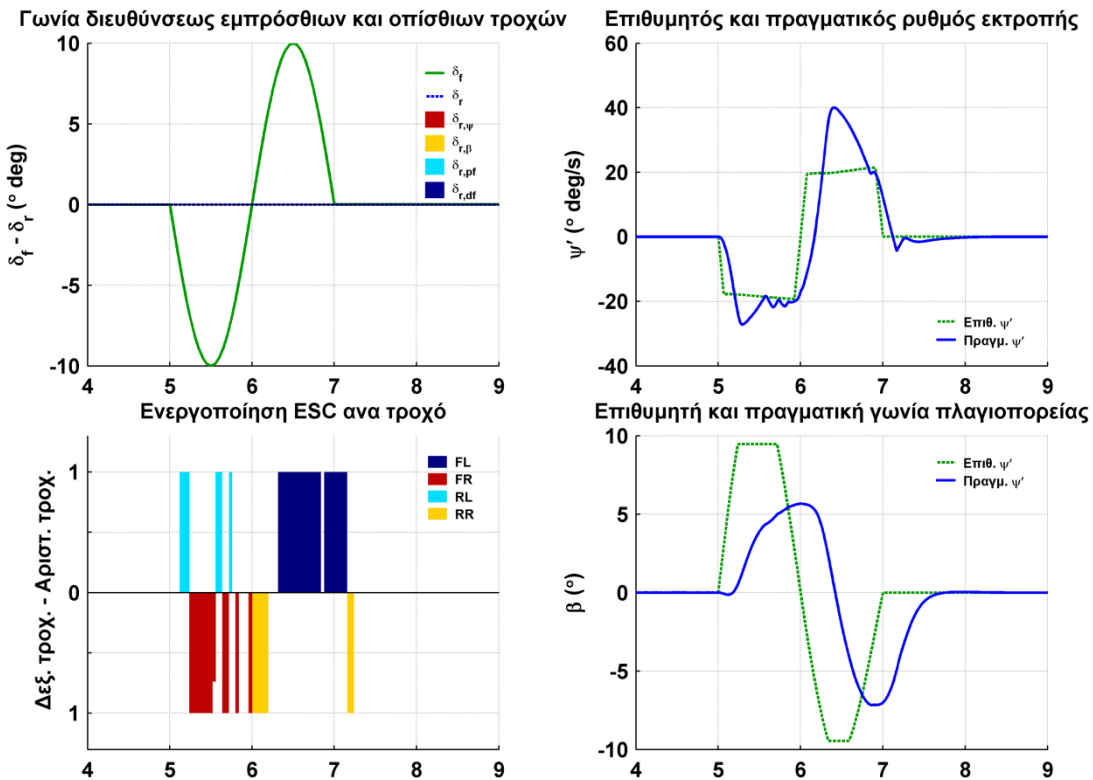 Γωνία διευθύνσεως εμπρόσθιων και οπίσθιων τροχών
10
5
0
-5
-10
4 5 6 7 8 9
δf - δr (° deg)
δf
δr
δr,ψ
δr,β
δr,pf
δr,df
Επιθυμητός και πραγματικός ρυθμός εκτροπής
60
40
20
0
-20
-40
4 5 6 7 8 9
ψ' (° deg/s)
Επιθ. ψ'
Πραγμ. ψ'
Ενεργοποίηση ESC ανα τροχό
1
0
1
4 5 6 7 8 9
Δεξ. τροχ. - Αριστ. τροχ.
FL
FR
RL
RR
Επιθυμητή και πραγματική γωνία πλαγιοπορείας
10
5
0
-5
-10
4 5 6 7 8 9
β (°)
Επιθ. ψ'
Πραγμ. ψ'